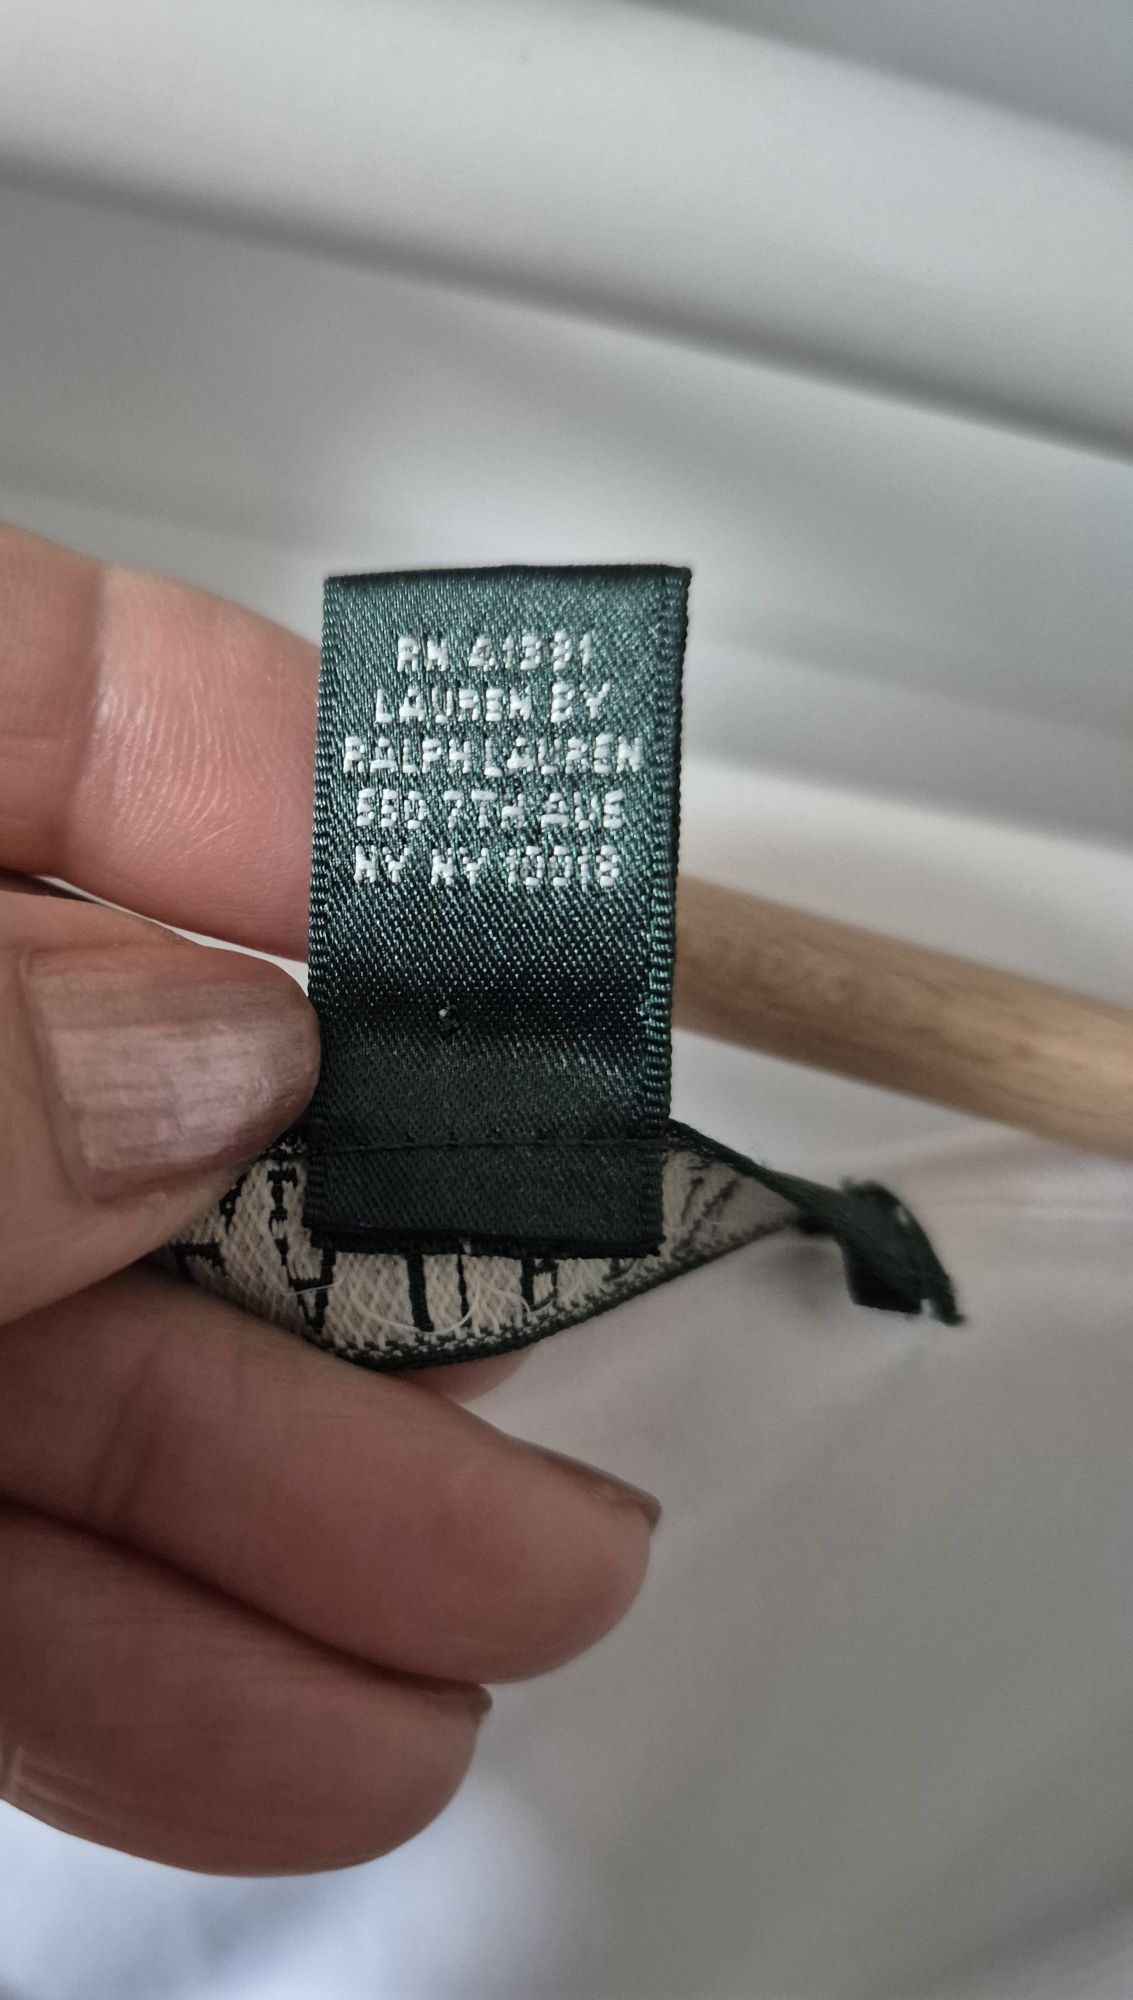 RN 41381
LAUREN BY
RALPH LAUREN
550 7TH AVE
NY NY 10018